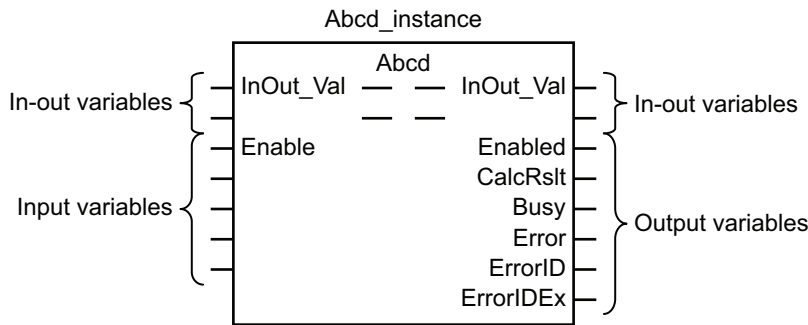 Abcd_instance
Abcd
In-out variables
InOut_Val
InOut_Val
In-out variables
Enable
Enabled
CalcRslt
Input variables
Busy
Output variables
Error
ErrorID
ErrorIDEx